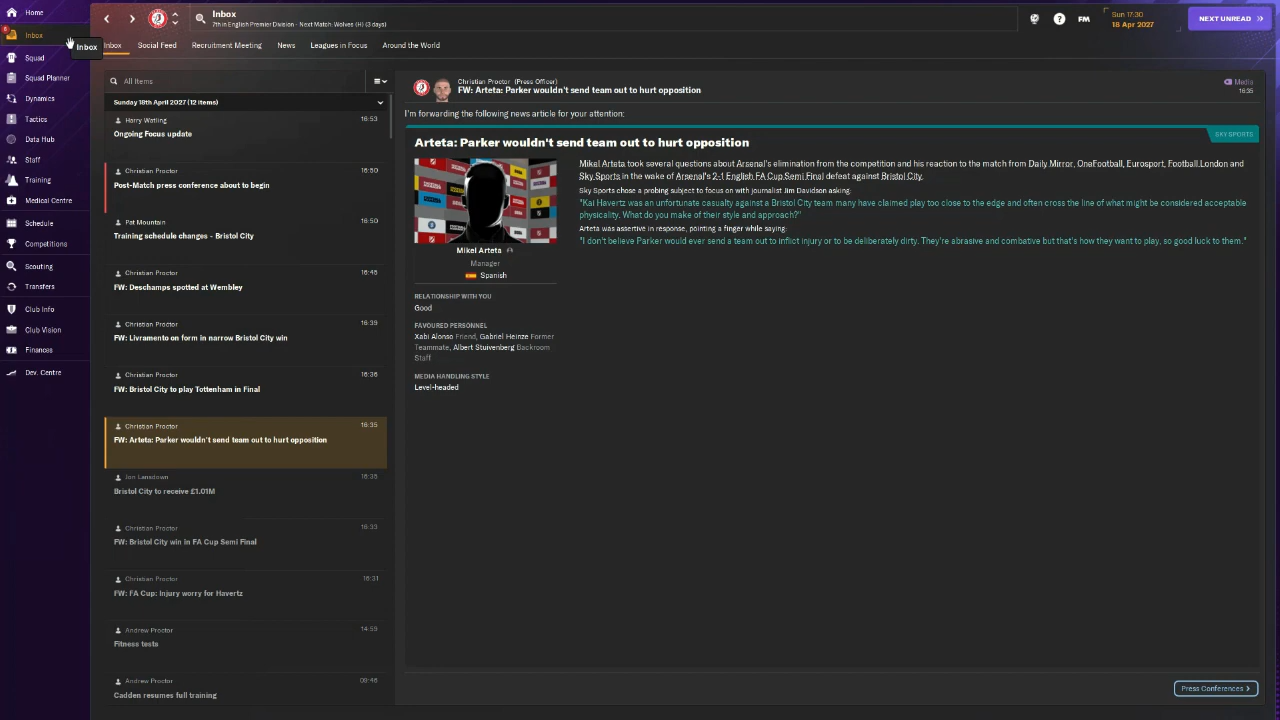 Home
6
Inbox
Inbox
Squad
Squad Planner
Dynamics
Tactics
Data Hub
Staff
Training
Medical Centre
Schedule
Competitions
Scouting
Transfers
Club Info
Club Vision
Finances
Dev. Centre
Inbox
7th in English Premier Division - Next Match: Wolves (H) (3 days)
FM
Sun 17:30
18 Apr 2027
NEXT UNREAD
Inbox
Social Feed
Recruitment Meeting
News
Leagues in Focus
Around the World
All Items
Sunday 18th April 2027 (12 items)
Harry Watling 16:53
Ongoing Focus update
Christian Proctor 16:50
Post-Match press conference about to begin
Pat Mountain 16:50
Training schedule changes - Bristol City
Christian Proctor 16:48
FW: Deschamps spotted at Wembley
Christian Proctor 16:39
FW: Livramento on form in narrow Bristol City win
Christian Proctor 16:36
FW: Bristol City to play Tottenham in Final
Christian Proctor 16:35
FW: Arteta: Parker wouldn't send team out to hurt opposition
Jon Lansdown 16:35
Bristol City to receive £1.01M
Christian Proctor 16:33
FW: Bristol City win in FA Cup Semi Final
Christian Proctor 16:31
FW: FA Cup: Injury worry for Havertz
Andrew Proctor 14:59
Fitness tests
Andrew Proctor 09:46
Cadden resumes full training
Christian Proctor (Press Officer)
FW: Arteta: Parker wouldn't send team out to hurt opposition
Media
16:35
I'm forwarding the following news article for your attention:
SKY SPORTS
Arteta: Parker wouldn't send team out to hurt opposition
Mikel Arteta
Manager
Spanish
RELATIONSHIP WITH YOU
Good
FAVOURED PERSONNEL
Xabi Alonso Friend, Gabriel Heinze Former
Teammate, Albert Stuivenberg Backroom
Staff
MEDIA HANDLING STYLE
Level-headed
Mikel Arteta took several questions about Arsenal's elimination from the competition and his reaction to the match from Daily Mirror, OneFootball, Eurosport, Football.London and
Sky Sports in the wake of Arsenal's 2-1 English FA Cup Semi Final defeat against Bristol City.
Sky Sports chose a probing subject to focus on with journalist Jim Davidson asking:
"Kai Havertz was an unfortunate casualty against a Bristol City team many have claimed play too close to the edge and often cross the line of what might be considered acceptable
physicality. What do you make of their style and approach?"
Arteta was assertive in response, pointing a finger while saying:
"I don't believe Parker would ever send a team out to inflict injury or to be deliberately dirty. They're abrasive and combative but that's how they want to play, so good luck to them."
Press Conferences